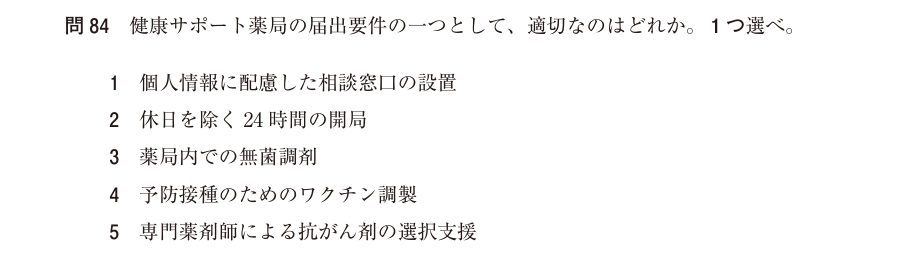 問 84　健康サポート薬局の届出要件の一つとして、適切なのはどれか。1つ選べ。
1　個人情報に配慮した相談窓口の設置
2　休日を除く 24 時間の開局
3　薬局内での無菌調剤
4　予防接種のためのワクチン調製
5　専門薬剤師による抗がん剤の選択支援